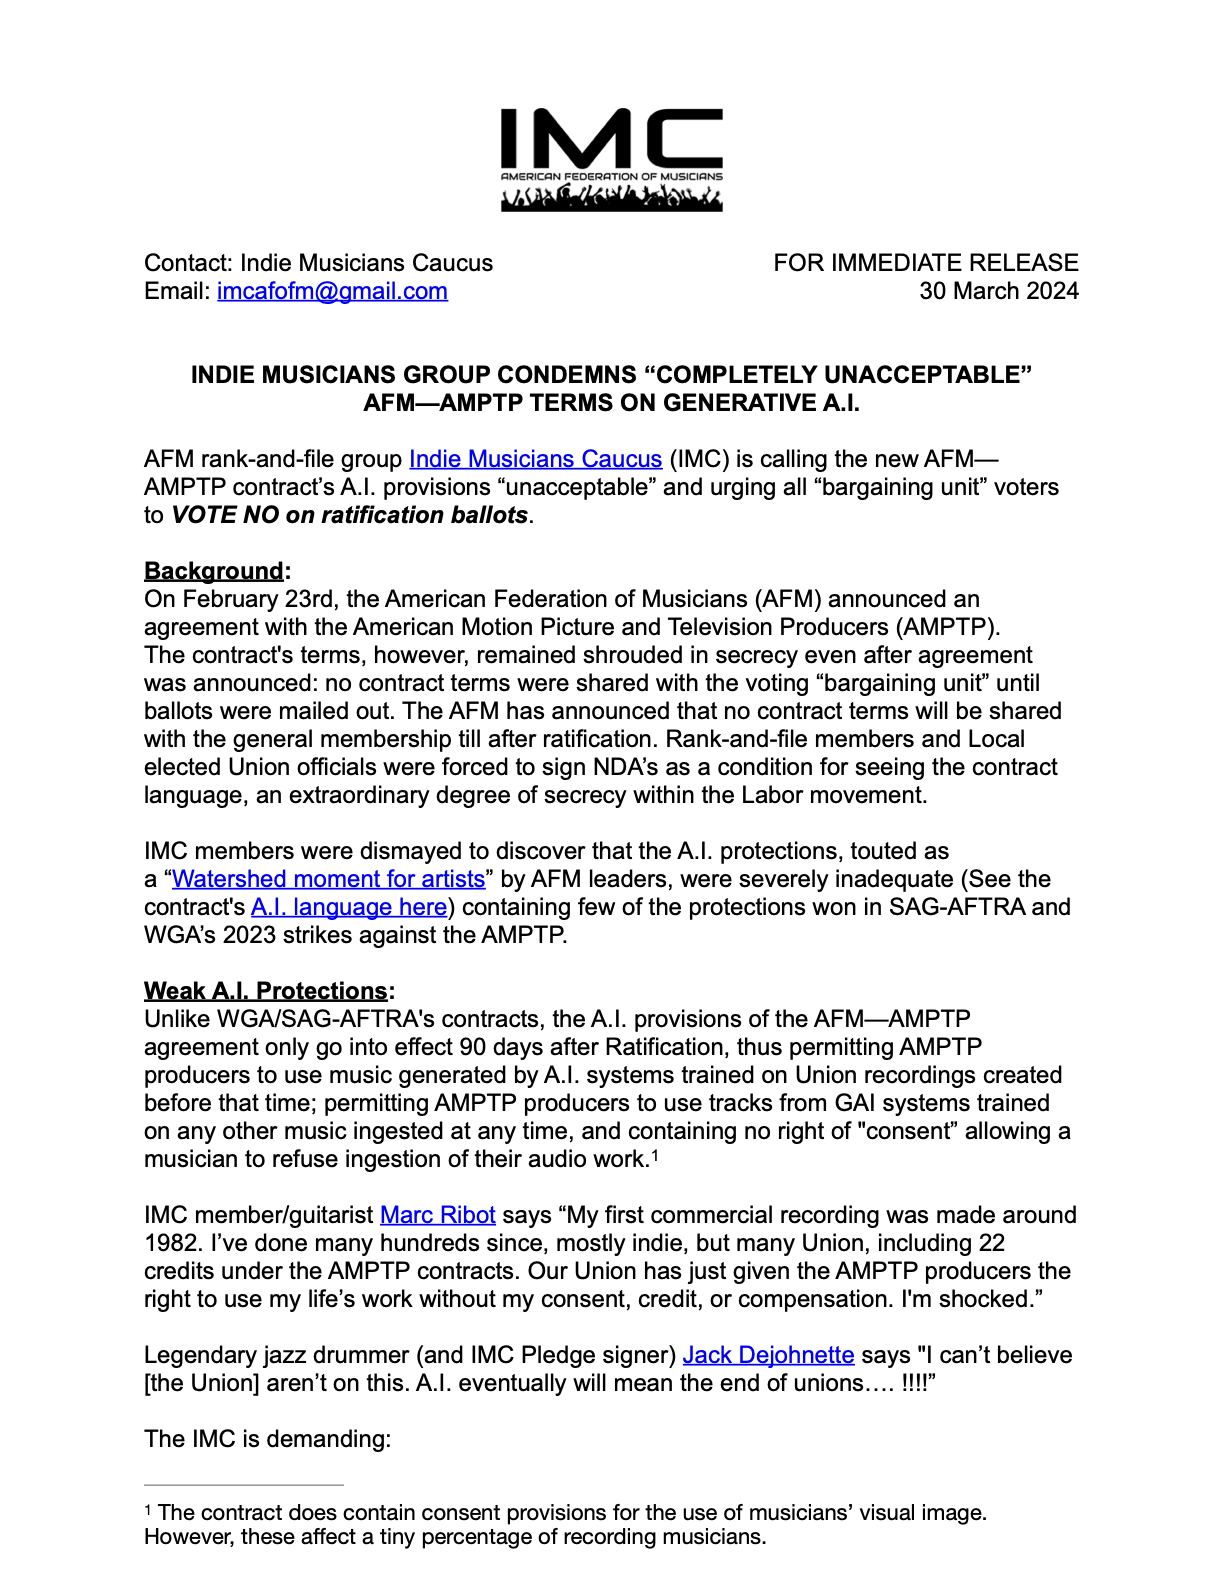 IMC
AMERICAN FEDERATION OF MUSICIANS
Contact: Indie Musicians Caucus FOR IMMEDIATE RELEASE
Email: imcafofm@gmail.com 30 March 2024
INDIE MUSICIANS GROUP CONDEMNS “COMPLETELY UNACCEPTABLE”
AFM—AMPTP TERMS ON GENERATIVE A.I.
AFM rank-and-file group Indie Musicians Caucus (IMC) is calling the new AFM—
AMPTP contract’s A.I. provisions “unacceptable” and urging all “bargaining unit” voters
to VOTE NO on ratification ballots.
Background:
On February 23rd, the American Federation of Musicians (AFM) announced an
agreement with the American Motion Picture and Television Producers (AMPTP).
The contract's terms, however, remained shrouded in secrecy even after agreement
was announced: no contract terms were shared with the voting “bargaining unit” until
ballots were mailed out. The AFM has announced that no contract terms will be shared
with the general membership till after ratification. Rank-and-file members and Local
elected Union officials were forced to sign NDA’s as a condition for seeing the contract
language, an extraordinary degree of secrecy within the Labor movement.
IMC members were dismayed to discover that the A.I. protections, touted as
a “Watershed moment for artists” by AFM leaders, were severely inadequate (See the
contract's A.I. language here) containing few of the protections won in SAG-AFTRA and
WGA’s 2023 strikes against the AMPTP.
Weak A.I. Protections:
Unlike WGA/SAG-AFTRA's contracts, the A.I. provisions of the AFM—AMPTP
agreement only go into effect 90 days after Ratification, thus permitting AMPTP
producers to use music generated by A.I. systems trained on Union recordings created
before that time; permitting AMPTP producers to use tracks from GAI systems trained
on any other music ingested at any time, and containing no right of "consent” allowing a
musician to refuse ingestion of their audio work.1
IMC member/guitarist Marc Ribot says “My first commercial recording was made around
1982. I’ve done many hundreds since, mostly indie, but many Union, including 22
credits under the AMPTP contracts. Our Union has just given the AMPTP producers the
right to use my life’s work without my consent, credit, or compensation. I'm shocked.”
Legendary jazz drummer (and IMC Pledge signer) Jack Dejohnette says "I can’t believe
[the Union] aren’t on this. A.I. eventually will mean the end of unions…. !!!!”
The IMC is demanding:
1 The contract does contain consent provisions for the use of musicians’ visual image.
However, these affect a tiny percentage of recording musicians.